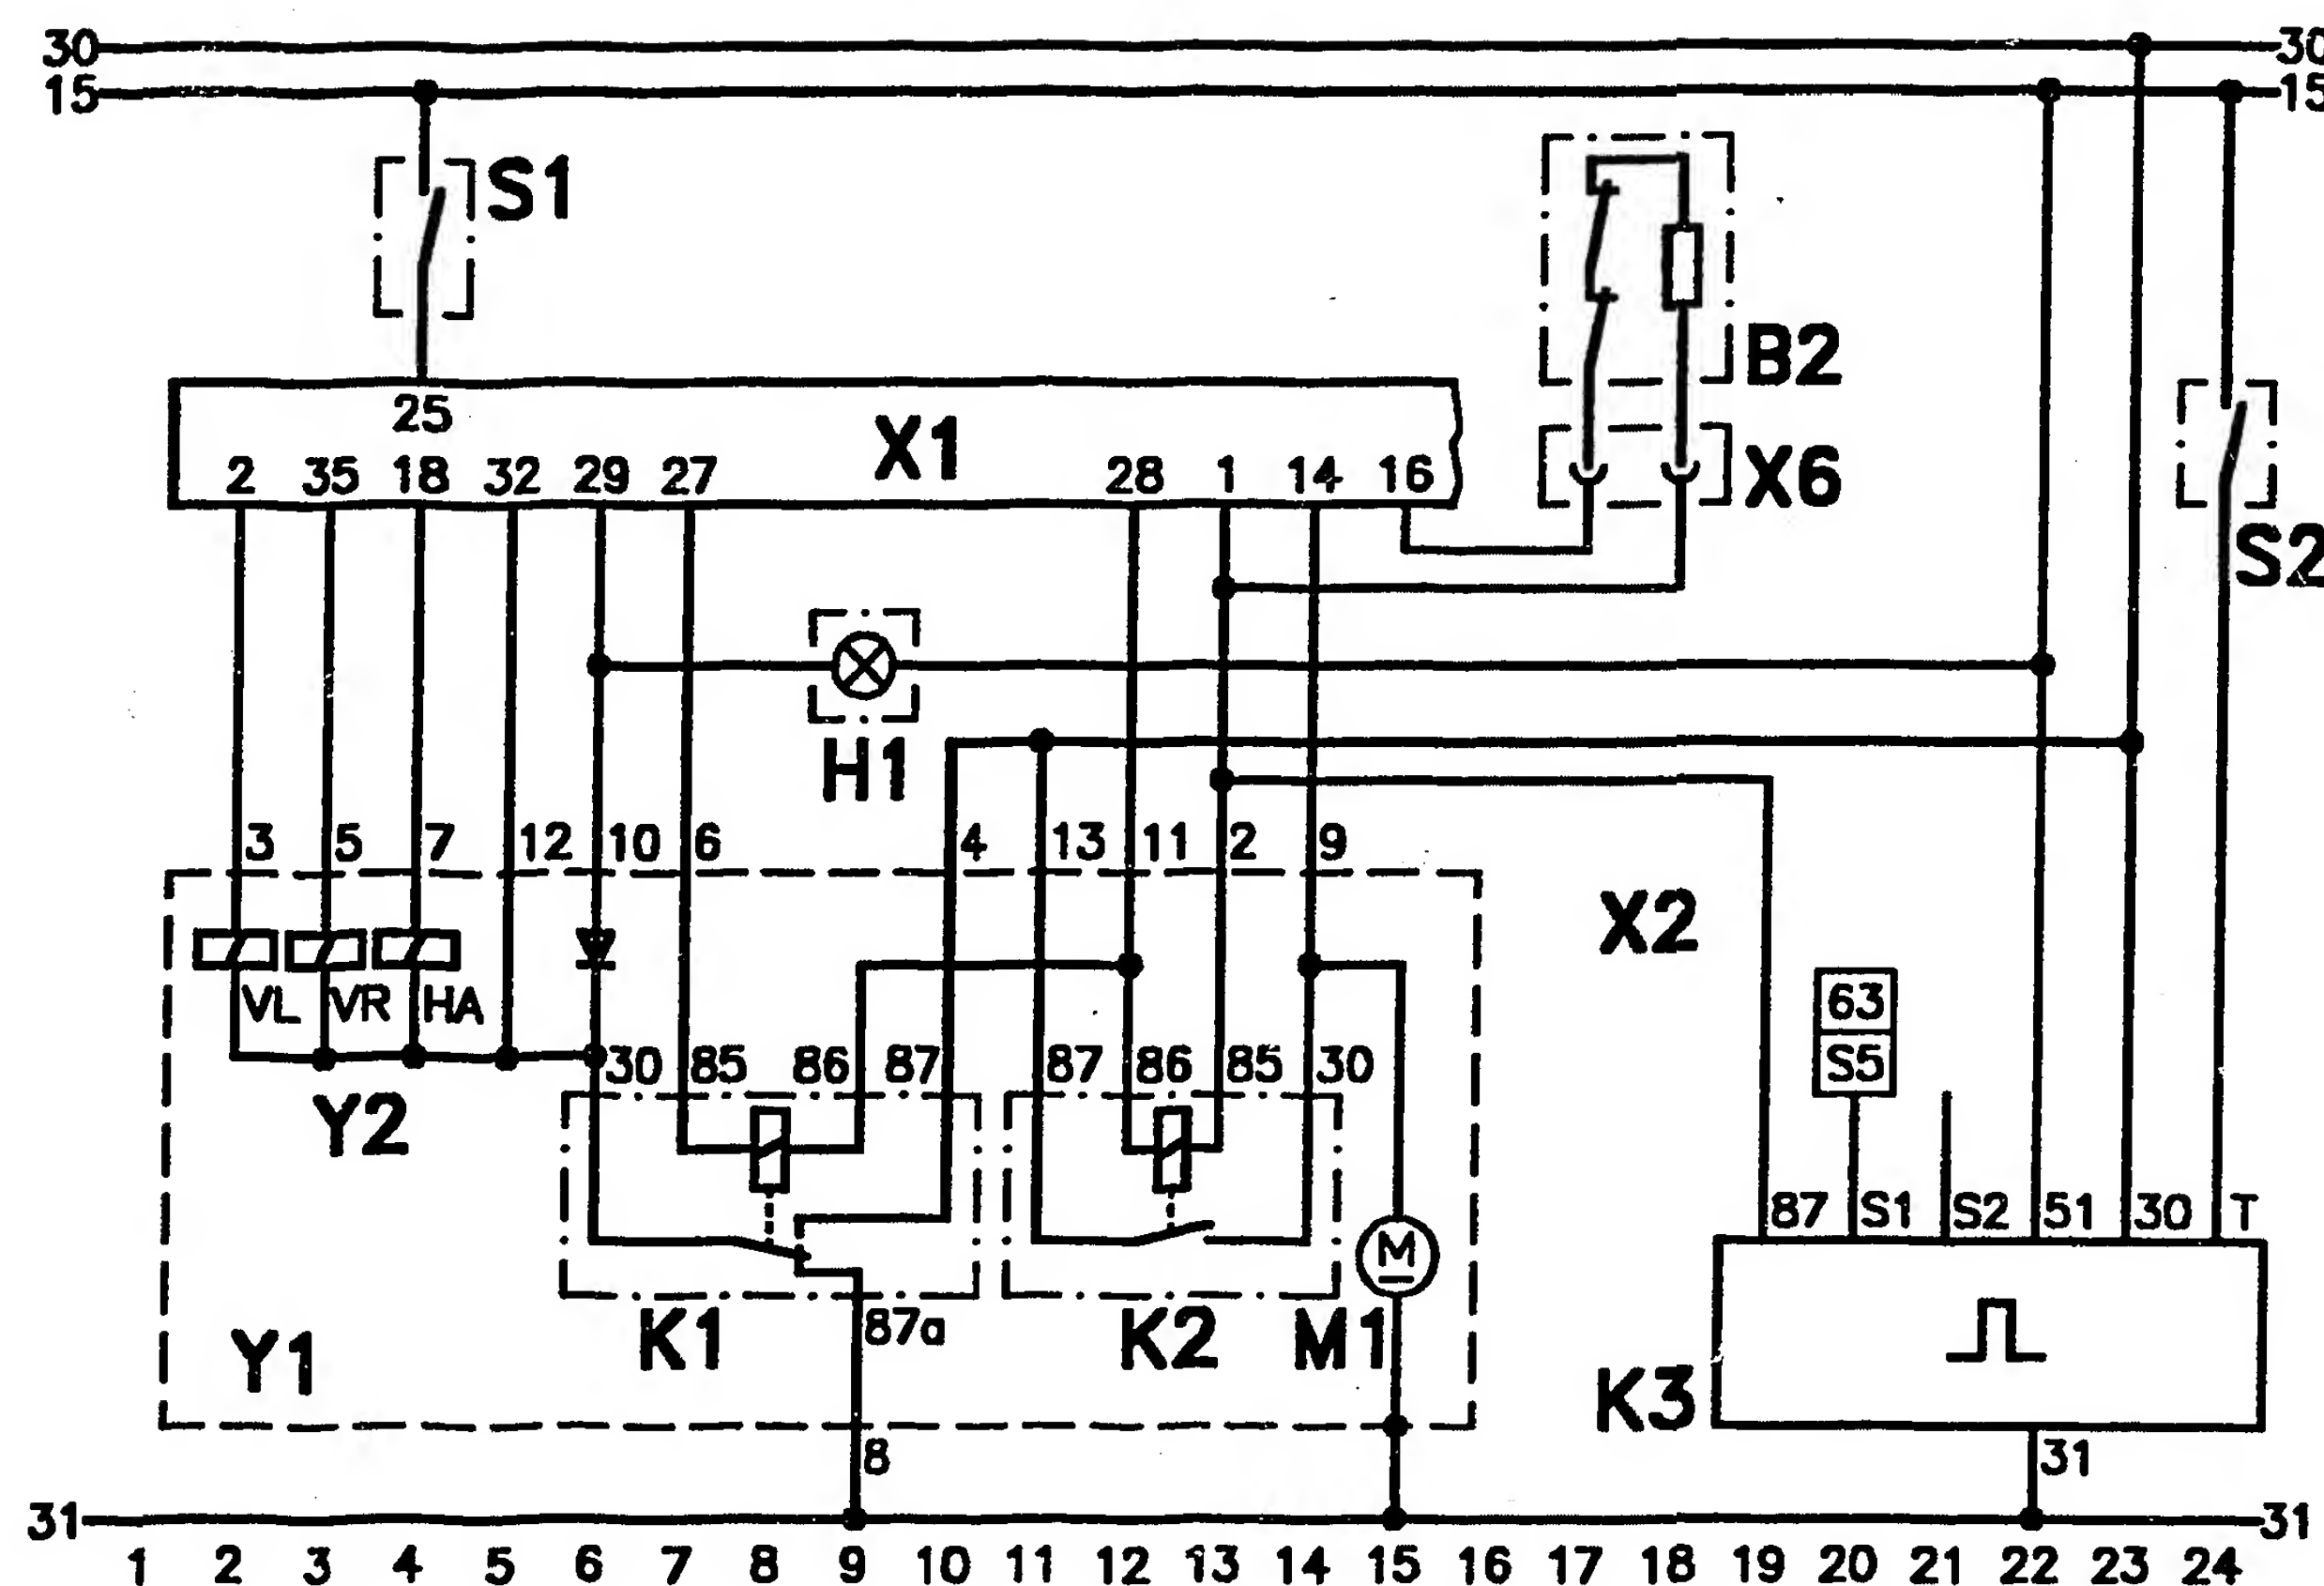 30 30
15 15
S1
B2
25 X1
2 35 18 32 29 27 28 1 14 16
X6
S2
H1
3 5 7 12 10 6 4 13 11 2 9
X2
VL VR HA
63
S5
30 85 86 87 87 86 85 30
Y2
87 S1 S2 51 30 T
M
K1 87a K2 M1
Y1
K3
8 31
31 31
1 2 3 4 5 6 7 8 9 10 11 12 13 14 15 16 17 18 19 20 21 22 23 24